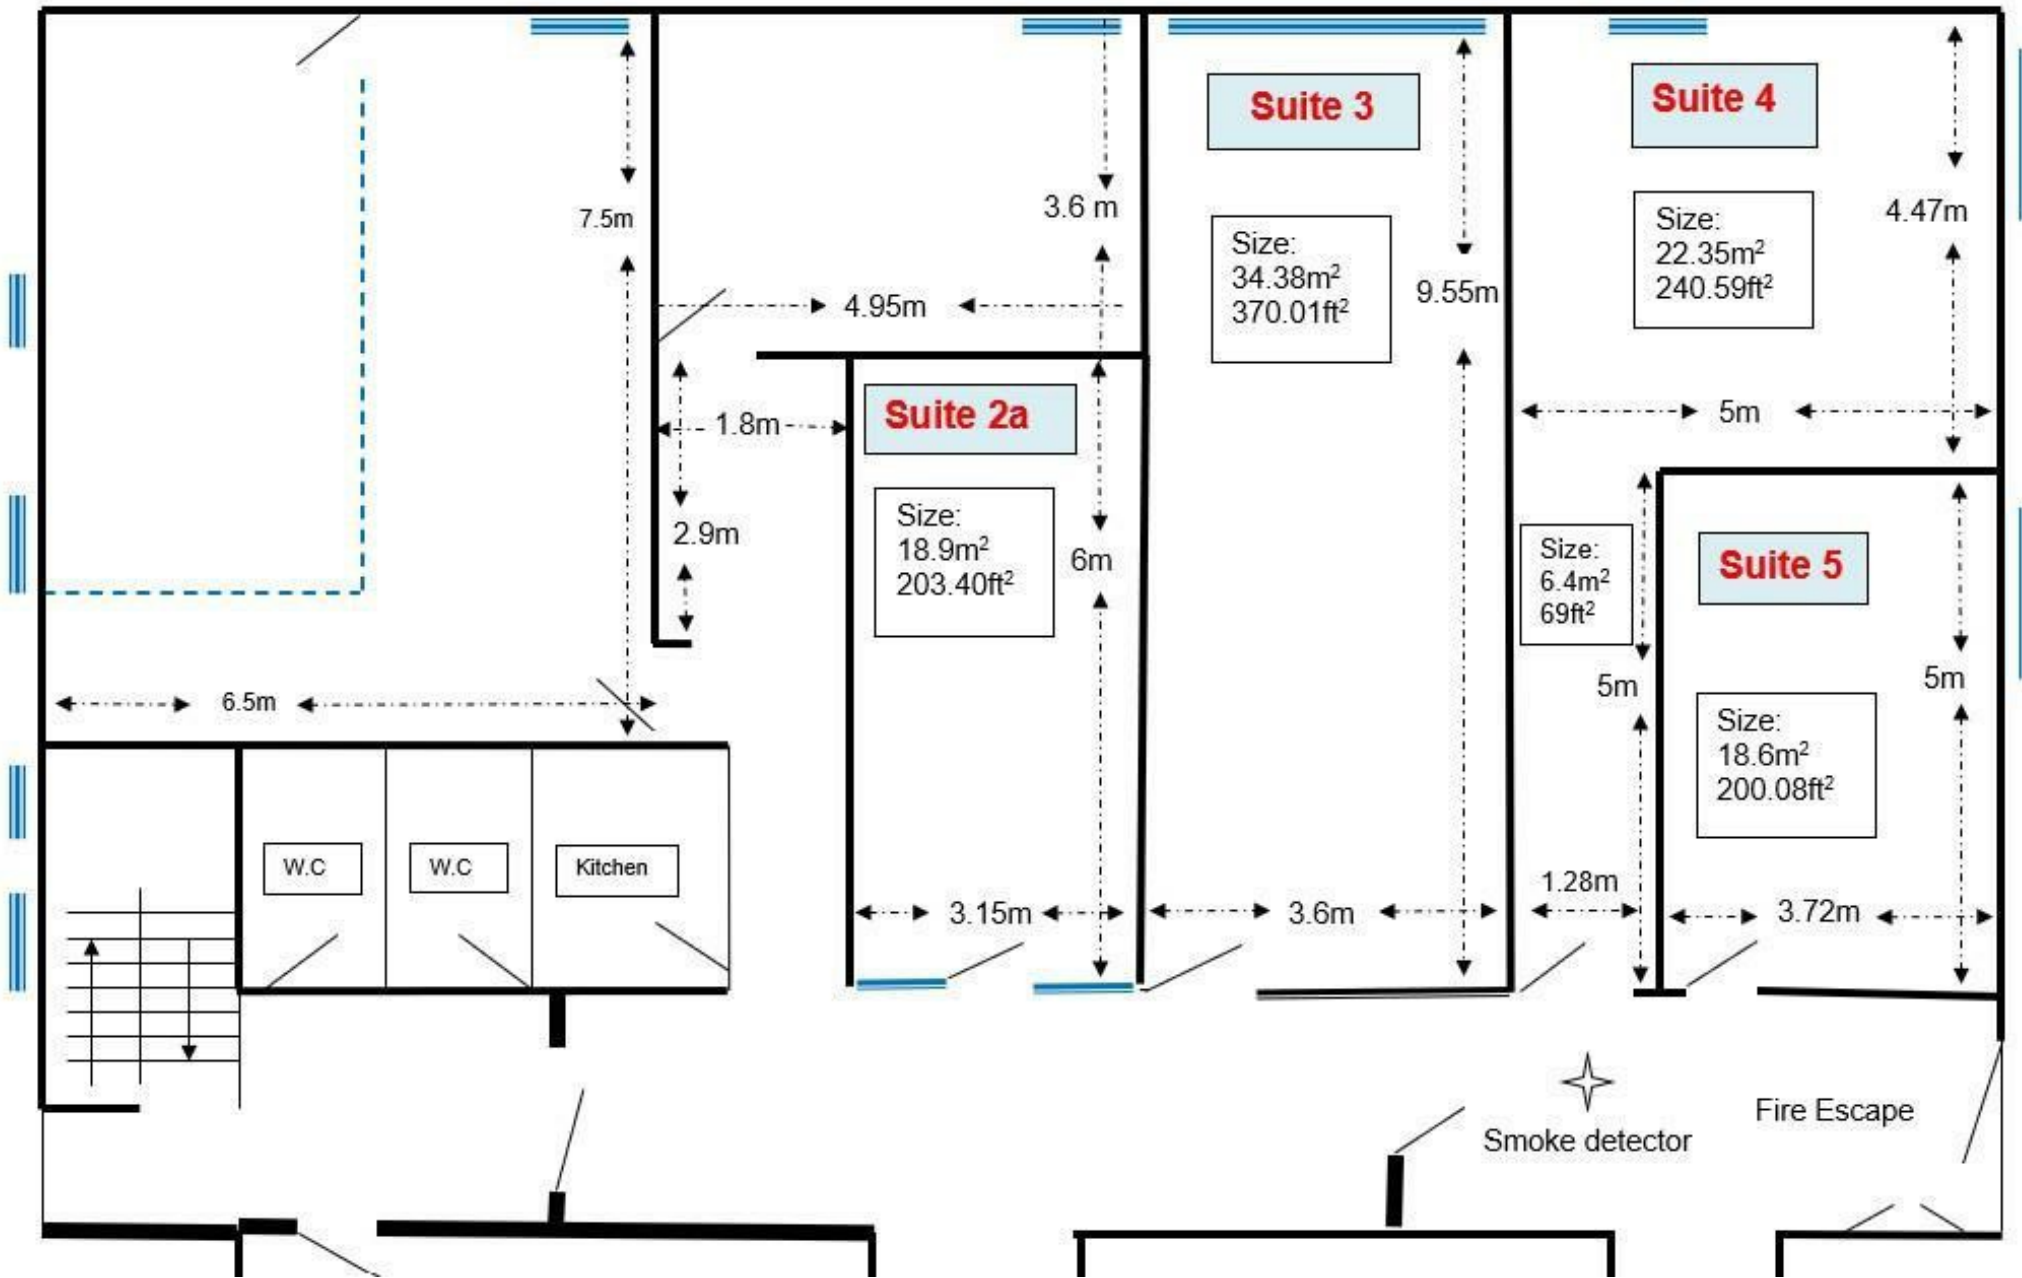 Suite 3
Suite 4
7.5m
3.6 m
Size:
34.38m²
370.01ft²
9.55m
Size:
22.35m²
240.59ft²
4.47m
4.95m
1.8m
Suite 2a
5m
2.9m
Size:
18.9m²
203.40ft²
6m
Size:
6.4m²
69ft²
Suite 5
5m
5m
6.5m
Size:
18.6m²
200.08ft²
W.C
W.C
Kitchen
3.15m
3.6m
1.28m
3.72m
Smoke detector
Fire Escape